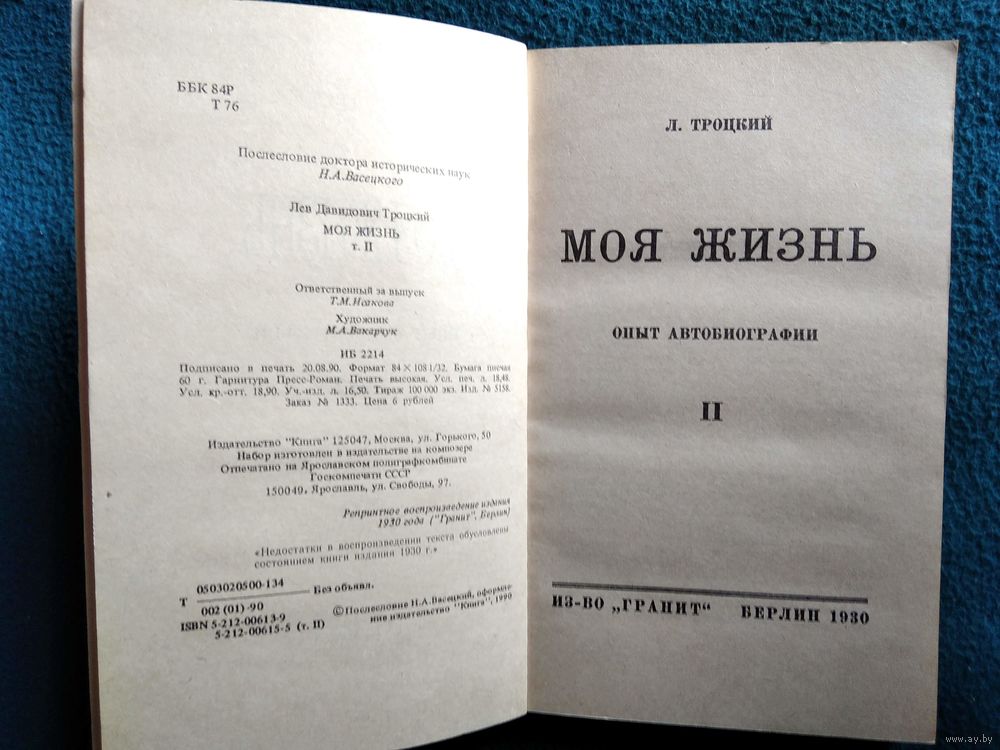 ББК 84Р
Т 76
Послесловие доктора исторических наук
Н.А.Васецкого
Лев Давидович Троцкий
МОЯ ЖИЗНЬ
т. II
Ответственный за выпуск
Т.М.Исакова
Художник
М.А.Вакарчук
ИБ 2214
Подписано в печать 20.08.90. Формат 84 × 108 1/32. Бумага писчая
60 г. Гарнитура Пресс-Роман. Печать высокая. Усл. печ. л. 18,48.
Усл. кр.-отт. 18,90. Уч.-изд. л. 16,50. Тираж 100 000 экз. Изд. № 5158.
Заказ № 1333. Цена 6 рублей
Издательство "Книга" 125047, Москва, ул. Горького, 50
Набор изготовлен в издательстве на композере
Отпечатано на Ярославском полиграфкомбинате
Госкомпечати СССР
150049, Ярославль, ул. Свободы, 97.
Репринтное воспроизведение издания
1930 года ("Гранит", Берлин)
«Недостатки в воспроизведении текста обусловлены
состоянием книги издания 1930 г.»
Т 0503020500-134 Без объявл.
002 (01)-90
ISBN 5-212-00613-9
5-212-00615-5 (т. II)
©Послесловие Н.А.Васецкий, оформле-
ние издательство "Книга", 1990
Л. ТРОЦКИЙ
МОЯ ЖИЗНЬ
ОПЫТ АВТОБИОГРАФИИ
II
ИЗ-ВО „ГРАНИТ“ БЕРЛИН 1930
www.ay.by